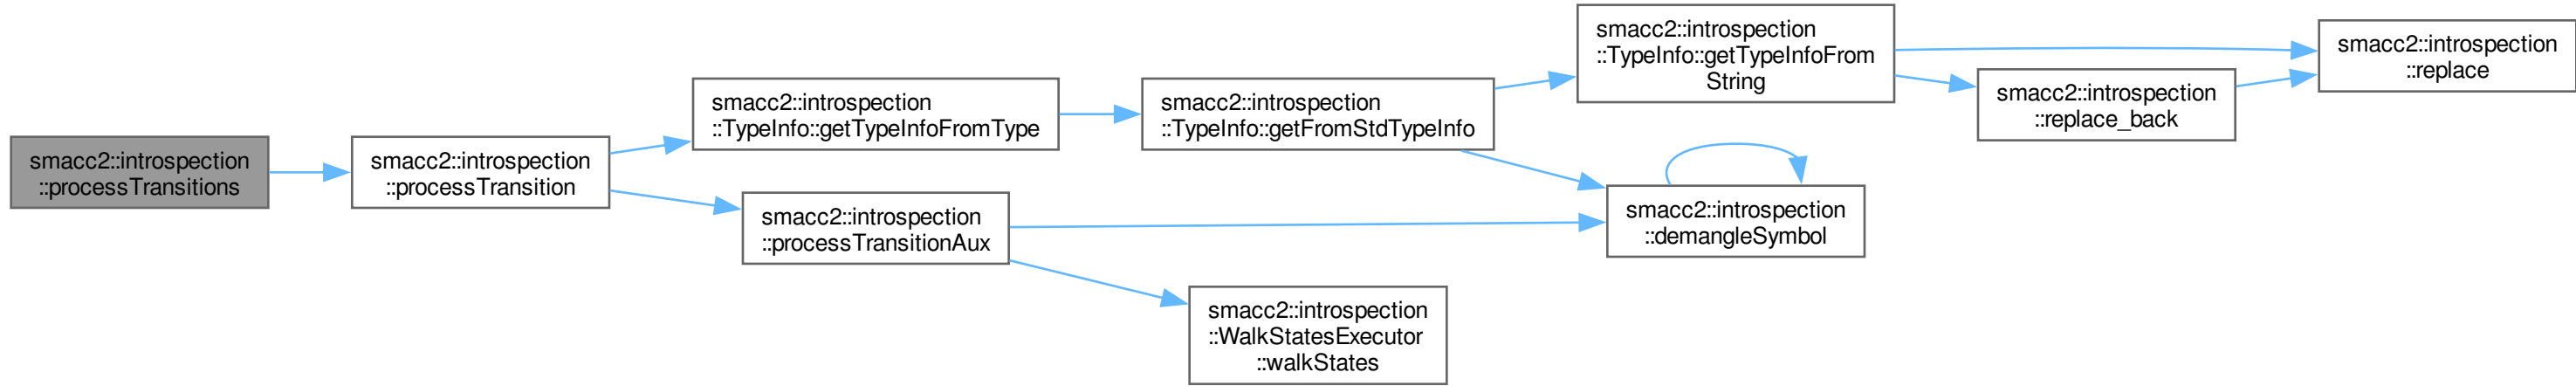 smacc2::introspection
::processTransitions
smacc2::introspection
::processTransition
smacc2::introspection
::TypeInfo::getTypeInfoFromType
smacc2::introspection
::processTransitionAux
smacc2::introspection
::TypeInfo::getFromStdTypeInfo
smacc2::introspection
::WalkStatesExecutor
::walkStates
smacc2::introspection
::TypeInfo::getTypeInfoFrom
String
smacc2::introspection
::demangleSymbol
smacc2::introspection
::replace_back
smacc2::introspection
::replace